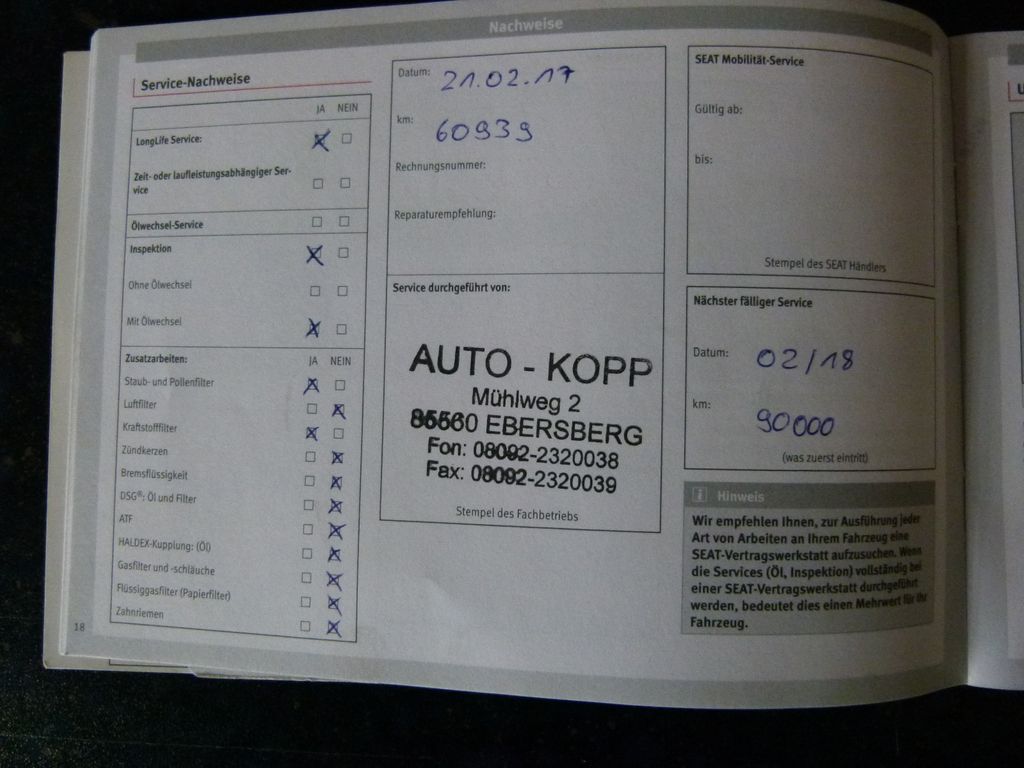 Nachweise
Service-Nachweise
JA NEIN
LongLife Service:
Zeit- oder laufleistungsabhängiger Ser-
vice
Ölwechsel-Service
Inspektion
Ohne Ölwechsel
Mit Ölwechsel
Zusatzarbeiten: JA NEIN
Staub- und Pollenfilter
Luftfilter
Kraftstofffilter
Zündkerzen
Bremsflüssigkeit
DSG®: Öl und Filter
ATF
HALDEX-Kupplung: (Öl)
Gasfilter und -schläuche
Flüssiggasfilter (Papierfilter)
Zahnriemen
18
Datum: 21.02.17
km: 60939
Rechnungsnummer:
Reparaturempfehlung:
Service durchgeführt von:
AUTO - KOPP
Mühlweg 2
85560 EBERSBERG
Fon: 08092-2320038
Fax: 08092-2320039
Stempel des Fachbetriebs
SEAT Mobilität-Service
Gültig ab:
bis:
Stempel des SEAT Händlers
Nächster fälliger Service
Datum: 02/18
km: 90000
(was zuerst eintritt)
i Hinweis
Wir empfehlen Ihnen, zur Ausführung jeder
Art von Arbeiten an Ihrem Fahrzeug eine
SEAT-Vertragswerkstatt aufzusuchen. Wenn
die Services (Öl, Inspektion) vollständig bei
einer SEAT-Vertragswerkstatt durchgeführt
werden, bedeutet dies einen Mehrwert für Ihr
Fahrzeug.